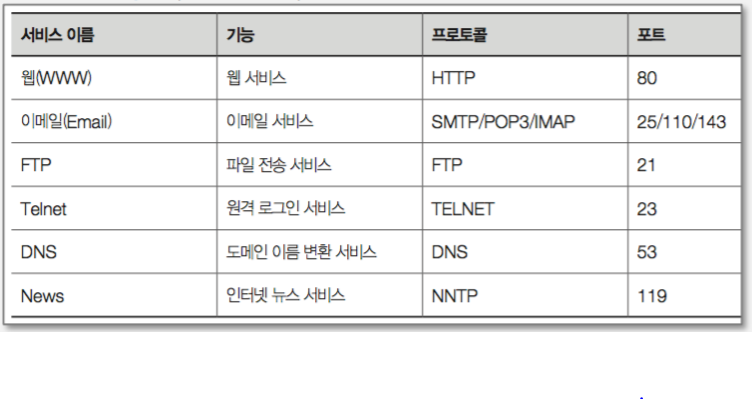 서비스 이름 기능 프로토콜 포트
웹(WWW) 웹 서비스 HTTP 80
이메일(Email) 이메일 서비스 SMTP/POP3/IMAP 25/110/143
FTP 파일 전송 서비스 FTP 21
Telnet 원격 로그인 서비스 TELNET 23
DNS 도메인 이름 변환 서비스 DNS 53
News 인터넷 뉴스 서비스 NNTP 119